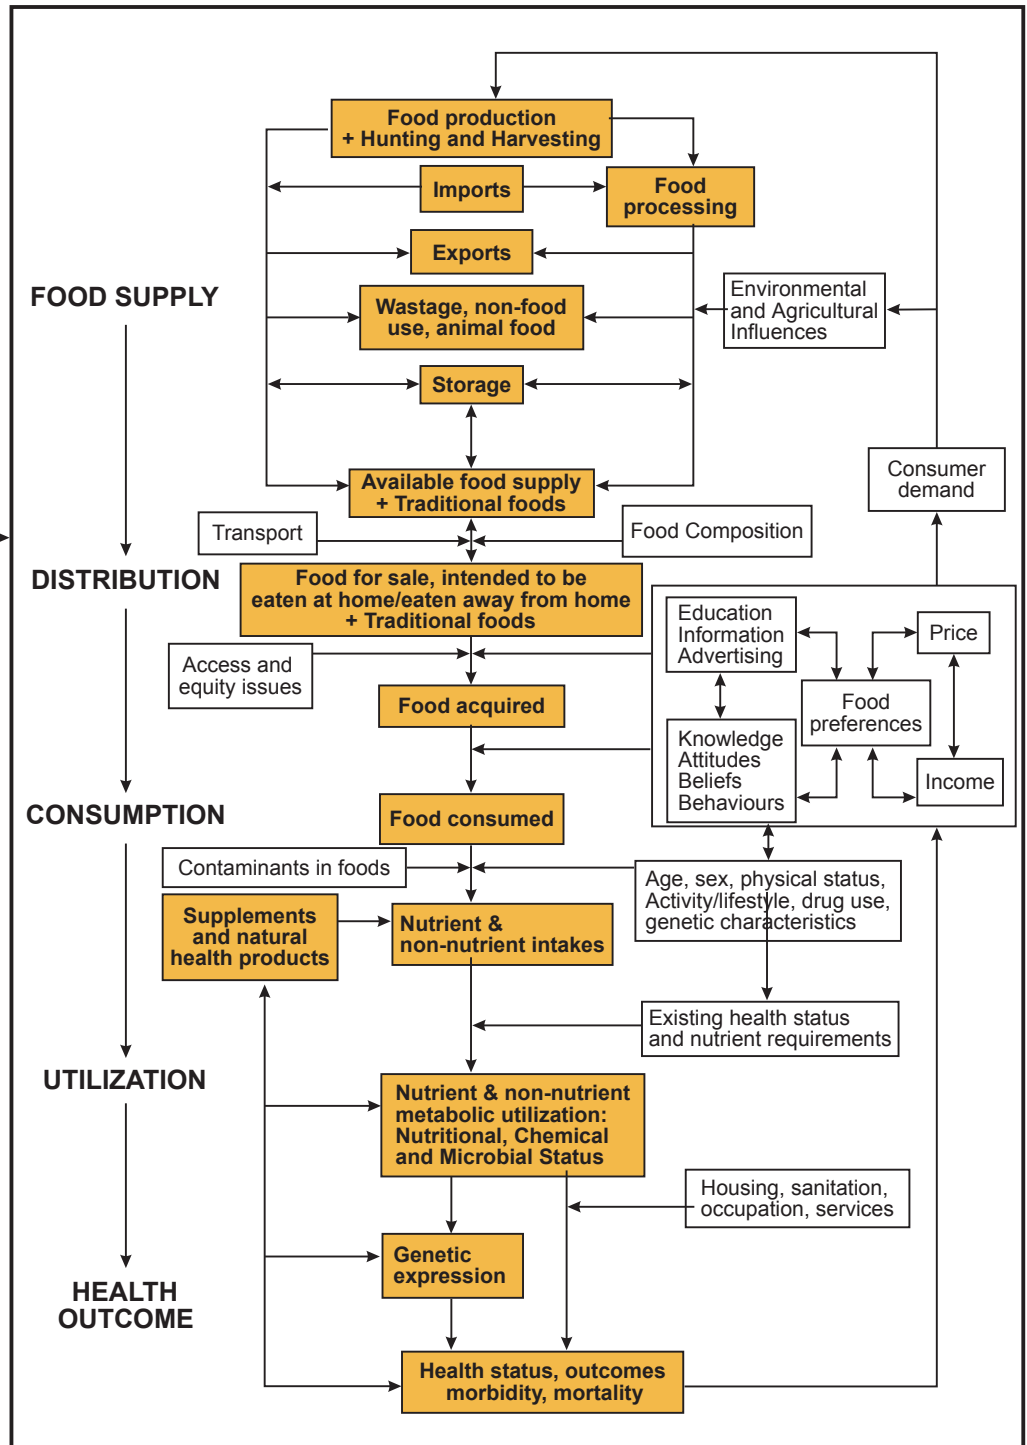 Food production
+ Hunting and Harvesting
Imports
Food
processing
Exports
FOOD SUPPLY
Wastage, non-food
use, animal food
Environmental
and Agricultural
Influences
Storage
Consumer
demand
Available food supply
+ Traditional foods
Transport
Food Composition
DISTRIBUTION
Food for sale, intended to be
eaten at home/eaten away from home
+ Traditional foods
Education
Information
Advertising
Price
Access and
equity issues
Food acquired
Food
preferences
Knowledge
Attitudes
Beliefs
Behaviours
Income
CONSUMPTION
Food consumed
Contaminants in foods
Age, sex, physical status,
Activity/lifestyle, drug use,
genetic characteristics
Supplements
and natural
health products
Nutrient &
non-nutrient intakes
Existing health status
and nutrient requirements
UTILIZATION
Nutrient & non-nutrient
metabolic utilization:
Nutritional, Chemical
and Microbial Status
Housing, sanitation,
occupation, services
Genetic
expression
HEALTH
OUTCOME
Health status, outcomes
morbidity, mortality